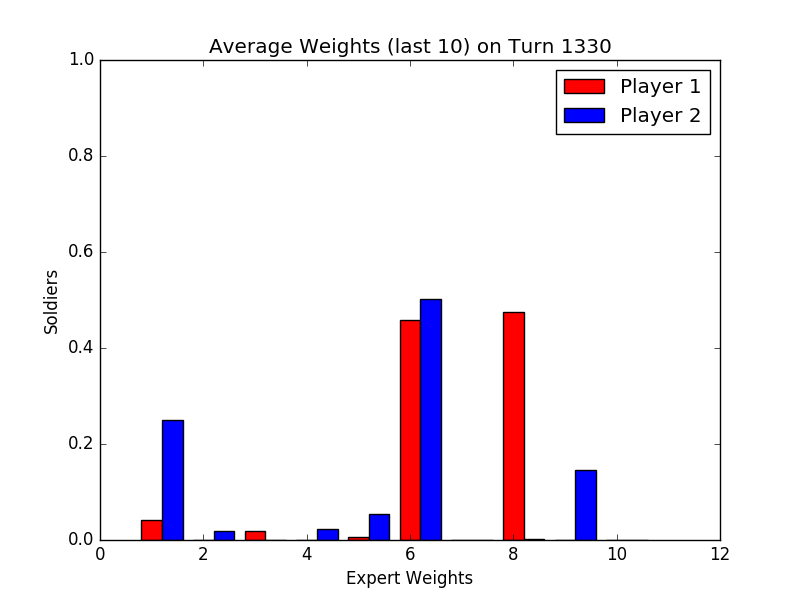 Average Weights (last 10) on Turn 1330
1.0
0.8
0.6
0.4
0.2
0.0
Soldiers
Player 1
Player 2
0 2 4 6 8 10 12
Expert Weights